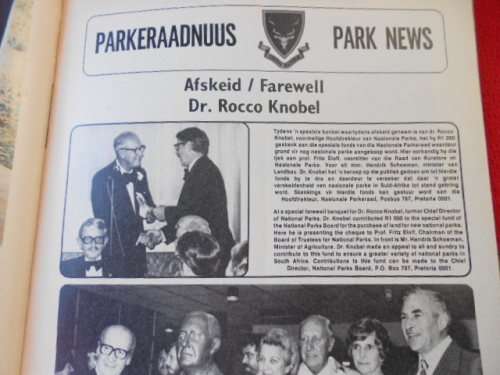 PARKERAADNUUS
PARK NEWS
Afskeid / Farewell
Dr. Rocco Knobel
Tydens 'n spesiale banket waartydens afskeid geneem is van dr. Rocco
Knobel, voormalige Hoofdirekteur van Nasionale Parke, het hy R1 000
geskenk aan die spesiale fonds van die Nasionale Parkeraad waardeur
grond vir nog nasionale parke aangekoop word. Hier oorhandig hy die
tjek aan prof. Fritz Eloff, voorsitter van die Raad van Kuratore vir
Nasionale Parke. Voor sit mnr. Hendrik Schoeman, minister van
Landbou. Dr. Knobel het 'n beroep op die publiek gedoen om tot hierdie
fonds by te dra en daardeur te verseker dat daar 'n groter
verskeidenheid van nasionale parke in Suid-Afrika tot stand gebring
word. Skenkings vir hierdie fonds kan gestuur word aan die
Hoofdirekteur, Nasionale Parkeraad, Posbus 787, Pretoria 0001.
At a special farewell banquet for Dr. Rocco Knobel, former Chief Director
of National Parks, Dr. Knobel contributed R1 000 to the special fund of
the National Parks Board for the purchase of land for new national parks.
Here he is presenting the cheque to Prof. Fritz Eloff, Chairman of the
Board of Trustees for National Parks. In front is Mr. Hendrik Schoeman,
Minister of Agriculture. Dr. Knobel made an appeal to all and sundry to
contribute to this fund to ensure a greater variety of national parks in
South Africa. Contributions to this fund can be made to the Chief
Director, National Parks Board, P.O. Box 787, Pretoria 0001.